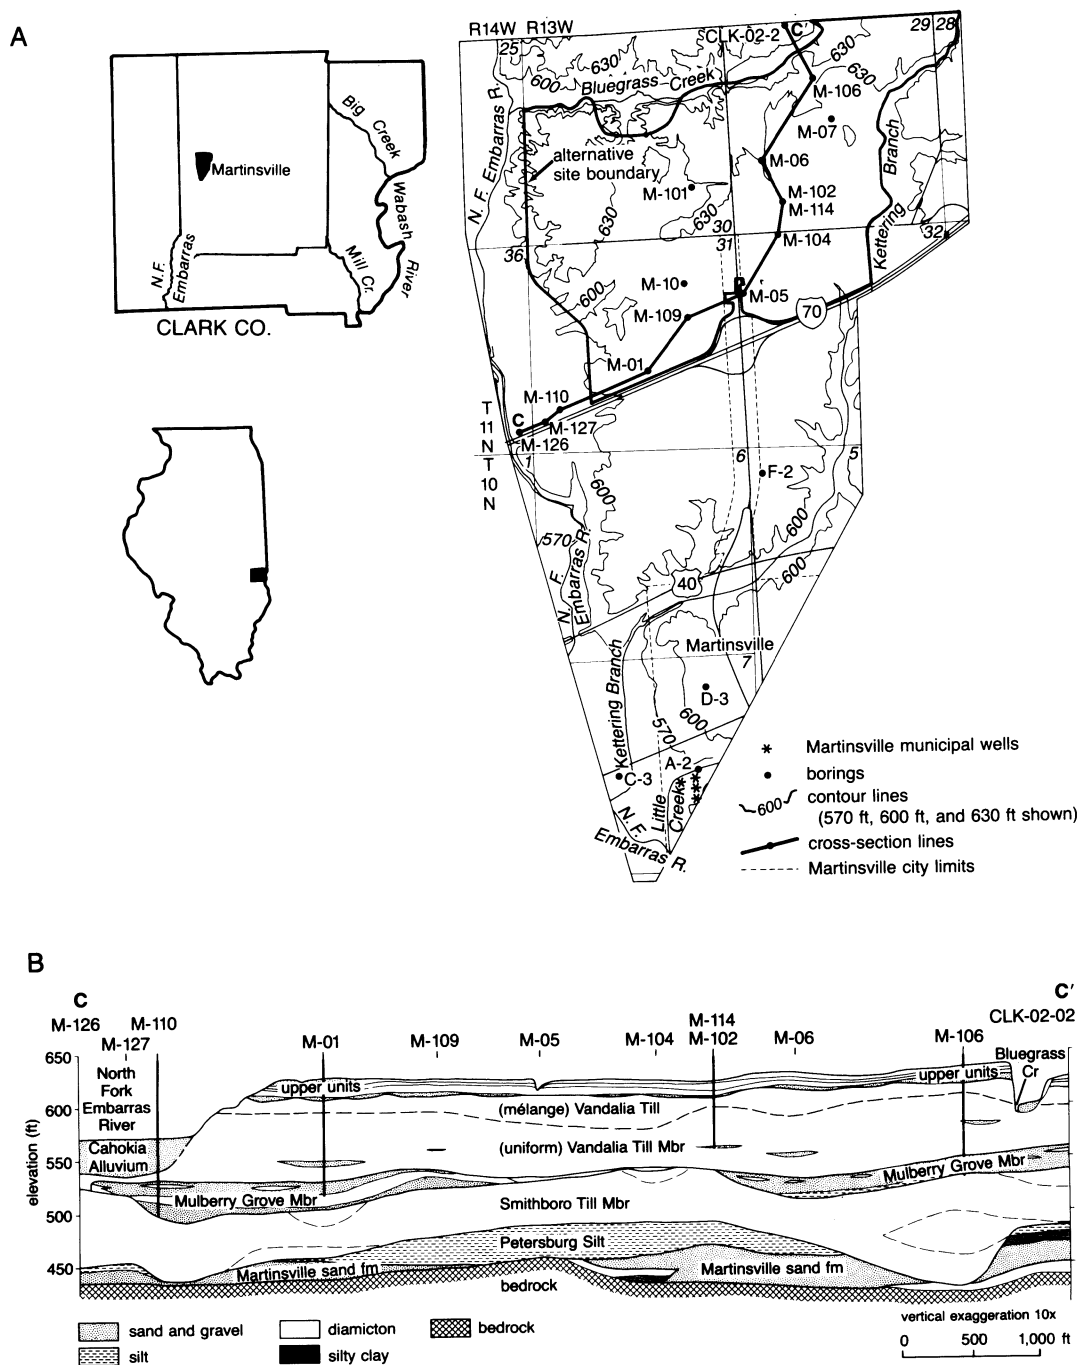 A
Big
Creek
Martinsville
Wabash
River
N.F.
Embarras
Mill Cr.
CLARK CO.
R14W R13W
25
CLK-02-2
C'
29
28
630
600
Bluegrass Creek
630
630
M-106
M-07
N. F. Embarras R.
alternative
site boundary
M-06
Branch
M-101
M-102
M-114
630
630
30
31
M-104
Kettering
32
36
M-10
600
M-05
M-109
70
M-01
M-110
T
11
N
C
M-127
M-126
T
10
N
1
6
5
F-2
600
600
570
600
N. F.
Embarras R.
40
Martinsville
7
Kettering Branch
D-3
570
600
A-2
C-3
Little
Creek
N. F.
Embarras R.
* Martinsville municipal wells
borings
600 contour lines
(570 ft, 600 ft, and 630 ft shown)
cross-section lines
Martinsville city limits
B
C
C'
M-126
M-110
M-114
CLK-02-02
M-127
M-01
M-109
M-05
M-104
M-102
M-06
M-106
Bluegrass
Cr
650
600
550
500
450
elevation (ft)
North
Fork
Embarras
River
upper units
upper units
(mélange) Vandalia Till
Cahokia
Alluvium
(uniform) Vandalia Till Mbr
Mulberry Grove Mbr
Mulberry Grove Mbr
Smithboro Till Mbr
Petersburg Silt
Martinsville sand fm
Martinsville sand fm
bedrock
sand and gravel
diamicton
bedrock
silt
silty clay
vertical exaggeration 10x
0 500 1,000 ft